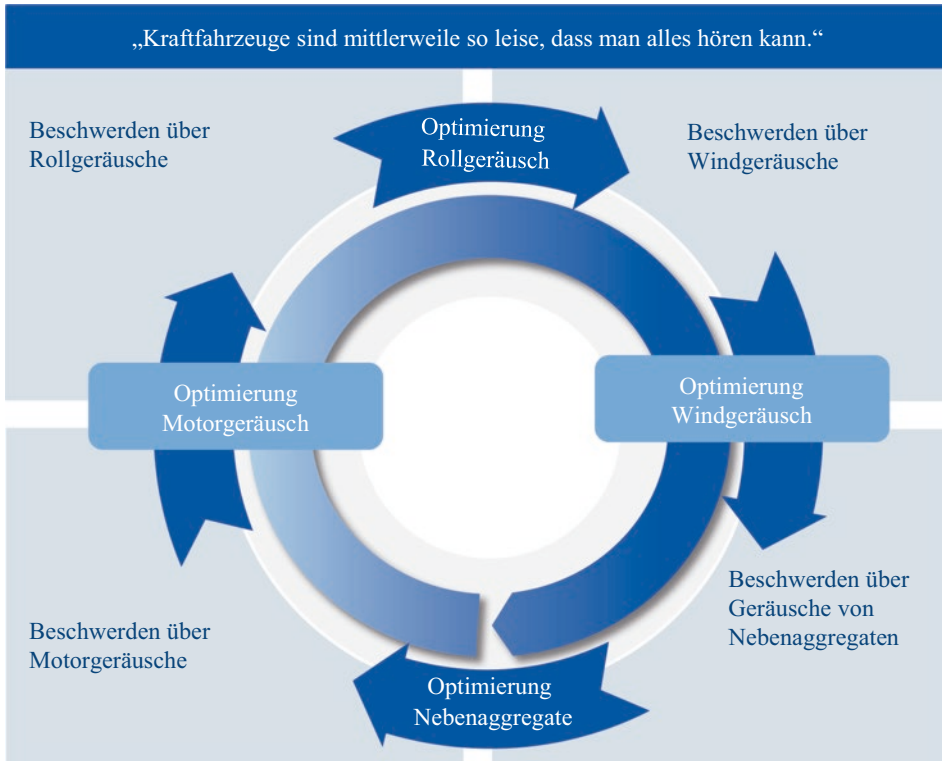 „Kraftfahrzeuge sind mittlerweile so leise, dass man alles hören kann.“
Beschwerden über
Rollgeräusche
Optimierung
Rollgeräusch
Beschwerden über
Windgeräusche
Optimierung
Motorgeräusch
Optimierung
Windgeräusch
Beschwerden über
Motorgeräusche
Optimierung
Nebenaggregate
Beschwerden über
Geräusche von
Nebenaggregaten